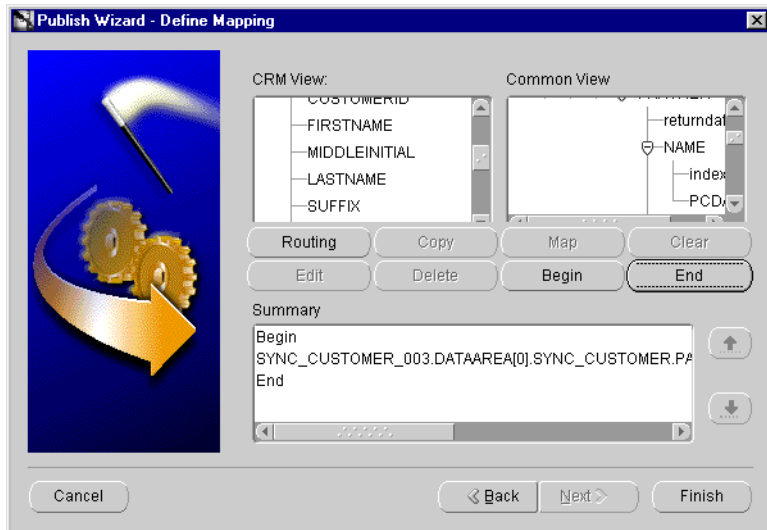 Publish Wizard - Define Mapping
CRM View:
CUSTOMERID
FIRSTNAME
MIDDLEINITIAL
LASTNAME
SUFFIX
Common View
returndat
NAME
index
PCDA
Routing
Copy
Map
Clear
Edit
Delete
Begin
End
Summary
Begin
SYNC_CUSTOMER_003.DATAAREA[0].SYNC_CUSTOMER.PA
End
Cancel
Back
Next
Finish